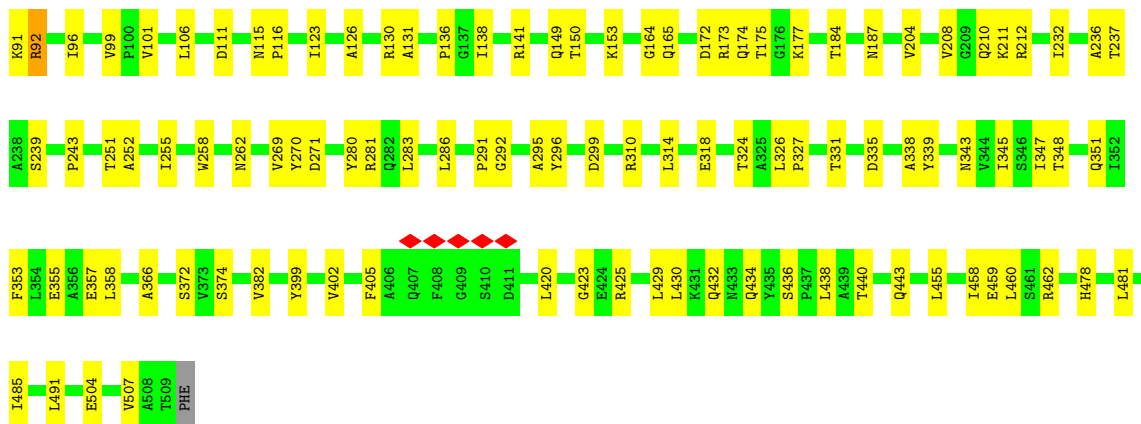 K91 R92 I96 V99 P100 V101 L106 D111 N115 P116 I123 A126 R130 A131 P136 G137 I138 R141 Q149 T150 K153 G164 Q165 D172 R173 Q174 T175 G176 K177 T184 N187 V204 V208 G209 Q210 K211 R212 I232 A236 T237
A238 S239 P243 T251 A252 I255 W258 N262 V269 Y270 D271 Y280 R281 Q282 L283 L286 P291 G292 A295 Y296 D299 R310 L314 E318 T324 A325 L326 P327 T331 D335 A338 Y339 N343 V344 I345 S346 I347 T348 Q351 I352
F353 L354 E355 A356 E357 L358 A366 S372 V373 S374 V382 Y399 V402 F405 A406 Q407 F408 G409 S410 D411 L420 G423 E424 R425 L429 L430 K431 Q432 N433 Q434 Y435 S436 P437 L438 A439 T440 Q443 L455 I458 E459 L460 S461 R462 H478 L481
I485 L491 E504 V507 A508 T509 PHE